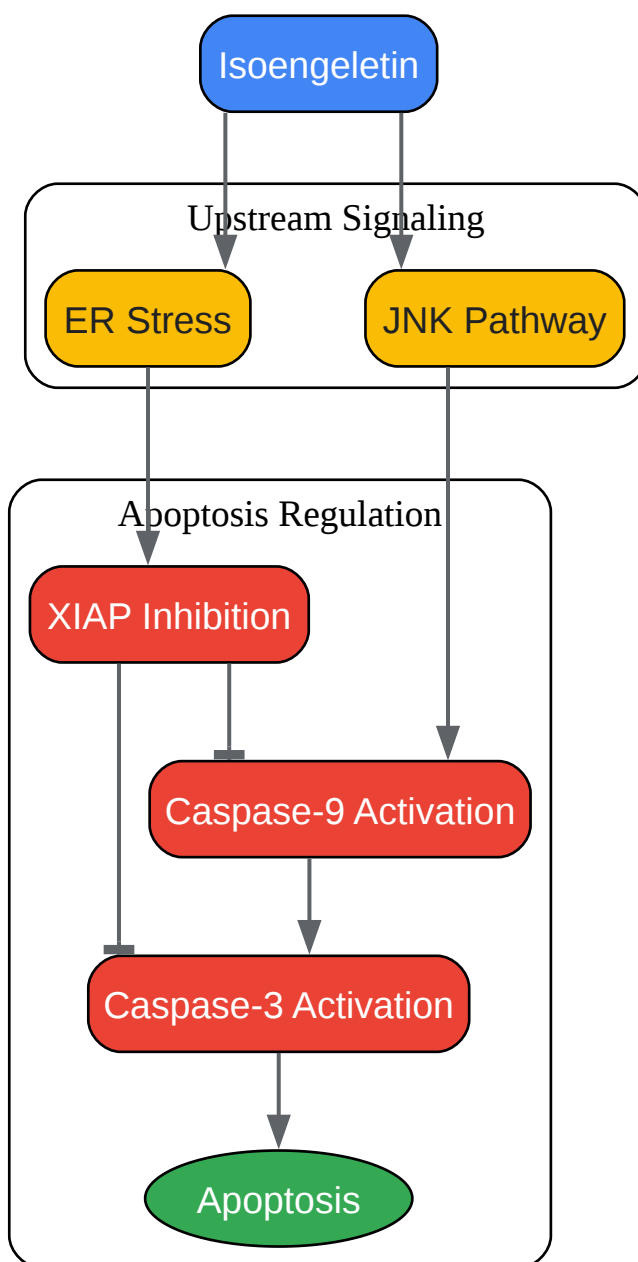 Isoengeletin
Upstream Signaling
ER Stress
JNK Pathway
Apoptosis Regulation
XIAP Inhibition
Caspase-9 Activation
Caspase-3 Activation
Apoptosis